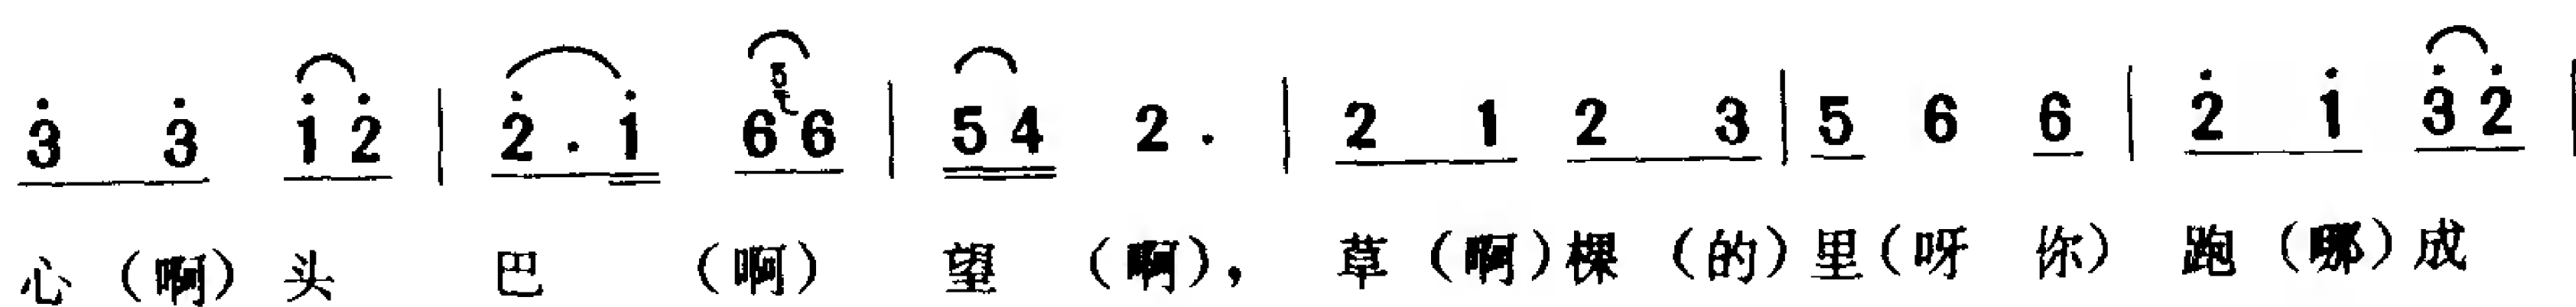 3 3 1 2 | 2 . 1 5 6 6 | 5 4 2 . | 2 1 2 3 | 5 6 6 | 2 1 3 2 |
心（啊）头 巴 （啊） 望 （啊），草（啊）棵（的）里（呀 你）跑（哪）成